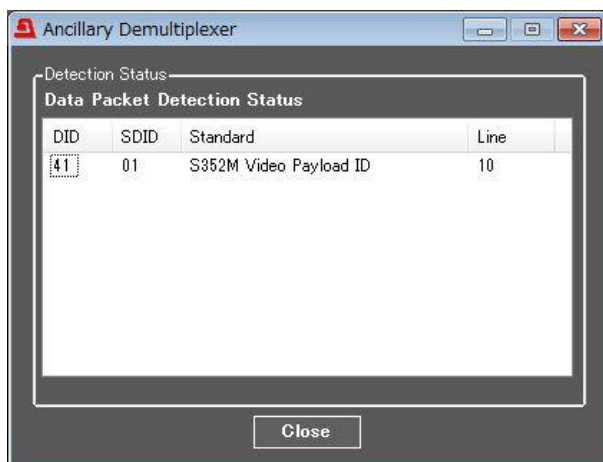 Ancillary Demultiplexer
Detection Status
Data Packet Detection Status
DID SDID Standard Line
41 01 S352M Video Payload ID 10
Close